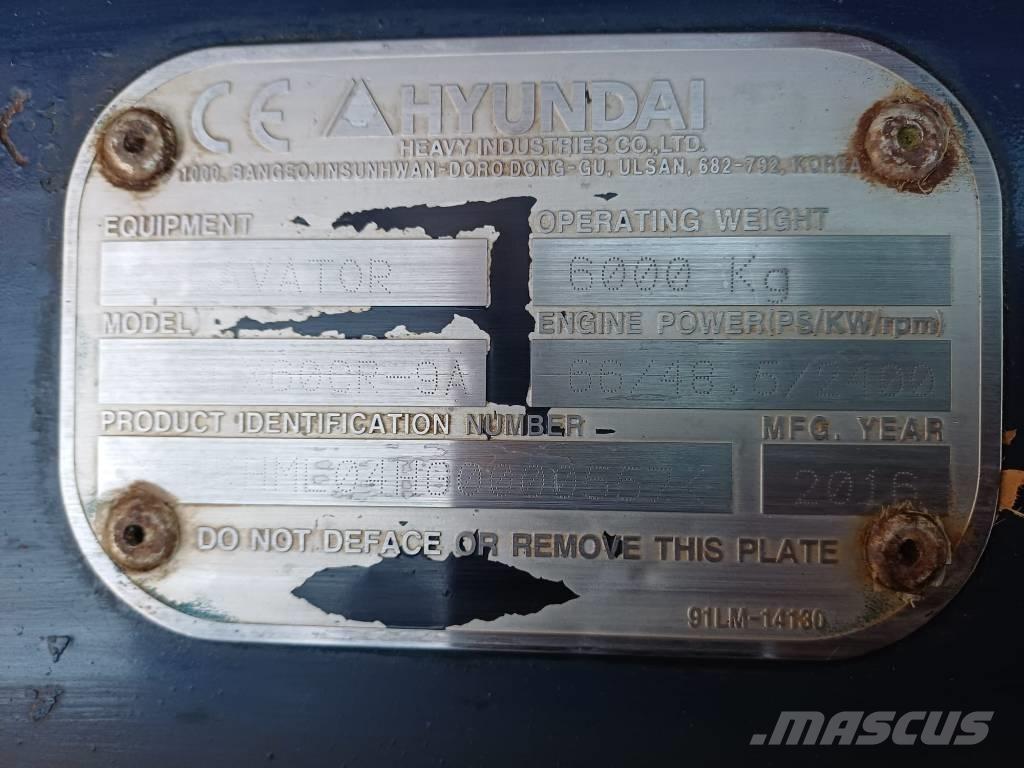 CE HYUNDAI
HEAVY INDUSTRIES CO.,LTD.
1000, BANGEOJINSUNHWAN-DORO DONG-GU, ULSAN, 682-792, KOREA
EQUIPMENT OPERATING WEIGHT
AVATOR 6000 Kg
MODEL ENGINE POWER(PS/KW/rpm)
60CR-9A
PRODUCT IDENTIFICATION NUMBER MFG. YEAR
2016
DO NOT DEFACE OR REMOVE THIS PLATE
91LM-14130
MASCUS